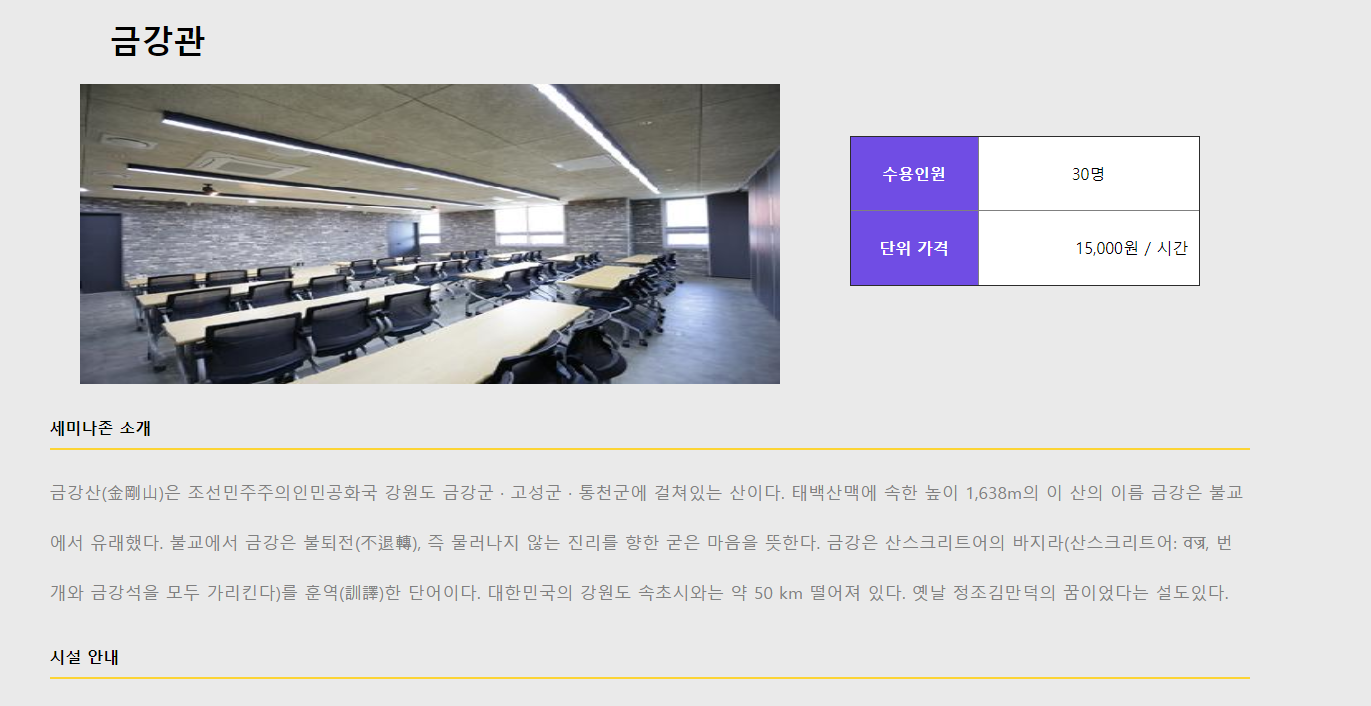 금강관
수용인원 30명
단위 가격 15,000원 / 시간
세미나존 소개
금강산(金剛山)은 조선민주주의인민공화국 강원도 금강군 · 고성군 · 통천군에 걸쳐있는 산이다. 태백산맥에 속한 높이 1,638m의 이 산의 이름 금강은 불교
에서 유래했다. 불교에서 금강은 불퇴전(不退轉), 즉 물러나지 않는 진리를 향한 굳은 마음을 뜻한다. 금강은 산스크리트어의 바지라(산스크리트어: वज्र, 번
개와 금강석을 모두 가리킨다)를 훈역(訓譯)한 단어이다. 대한민국의 강원도 속초시와는 약 50 km 떨어져 있다. 옛날 정조김만덕의 꿈이었다는 설도있다.
시설 안내